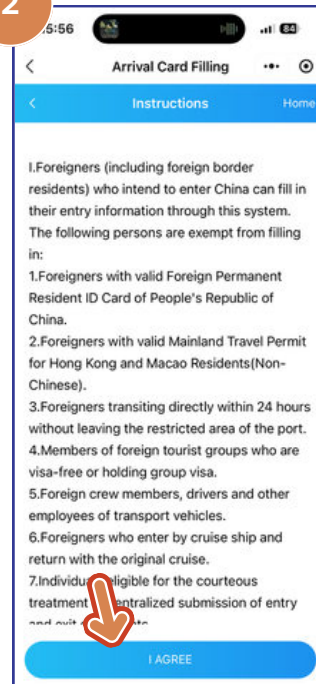 2
5:56
84
Arrival Card Filling
Instructions
Home
I.Foreigners (including foreign border
residents) who intend to enter China can fill in
their entry information through this system.
The following persons are exempt from filling
in:
1.Foreigners with valid Foreign Permanent
Resident ID Card of People's Republic of
China.
2.Foreigners with valid Mainland Travel Permit
for Hong Kong and Macao Residents(Non-
Chinese).
3.Foreigners transiting directly within 24 hours
without leaving the restricted area of the port.
4.Members of foreign tourist groups who are
visa-free or holding group visa.
5.Foreign crew members, drivers and other
employees of transport vehicles.
6.Foreigners who enter by cruise ship and
return with the original cruise.
7.Individuals eligible for the courteous
treatment centralized submission of entry
and exit
I AGREE